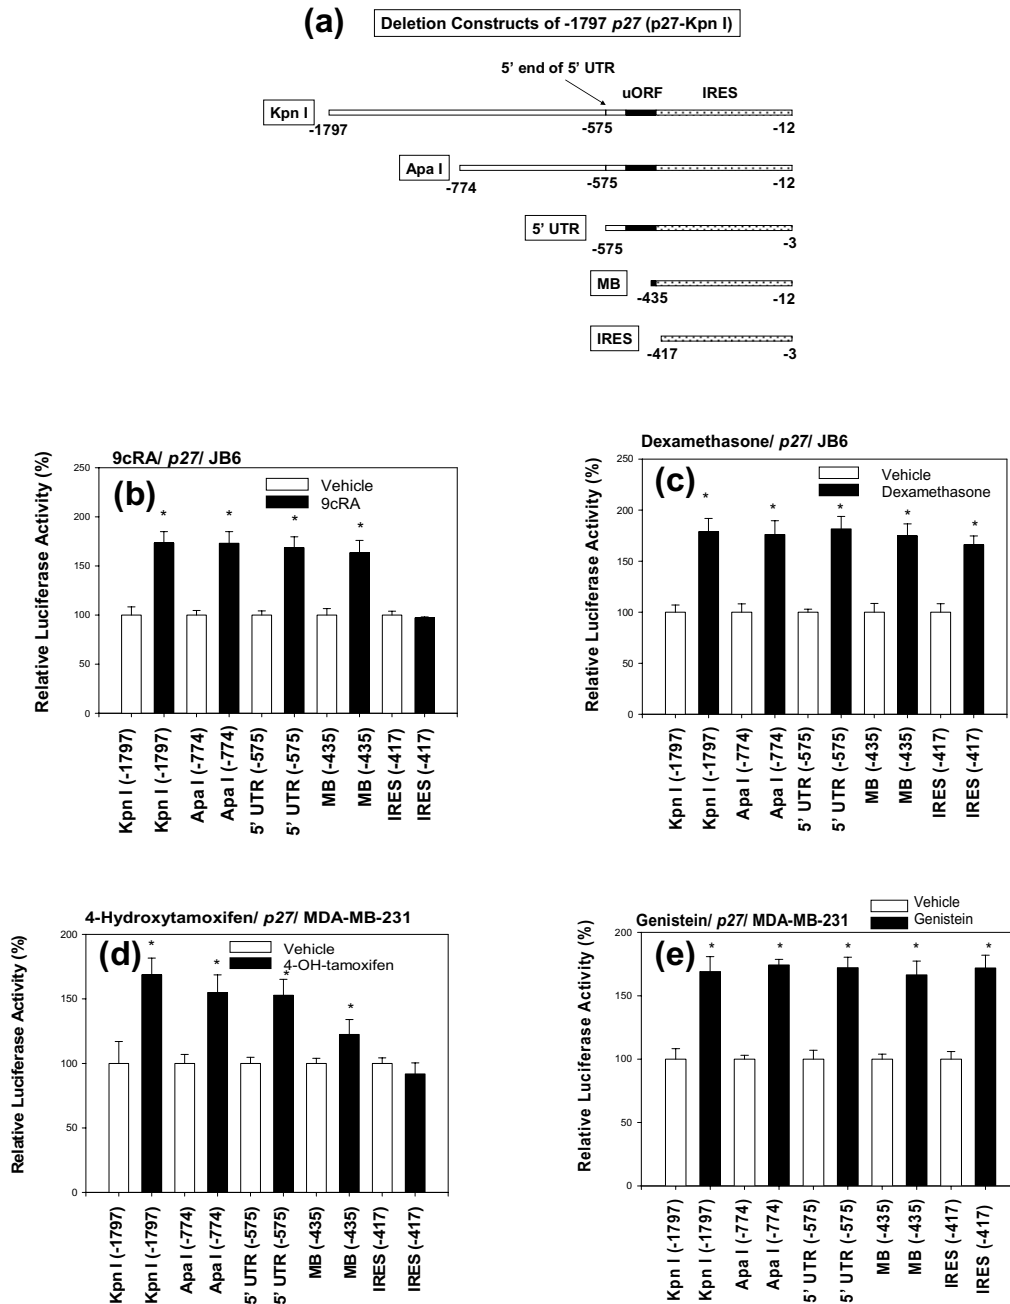 (a) Deletion Constructs of -1797 p27 (p27-Kpn I)
5' end of 5' UTR
uORF IRES
Kpn I
-1797 -575 -12
Apa I
-774 -575 -12
5' UTR
-575 -3
MB
-435 -12
IRES
-417 -3
9cRA/ p27/ JB6
(b)
Vehicle
9cRA
Relative Luciferase Activity (%)
250
200
150
100
50
0
* * * *
Kpn I (-1797)
Kpn I (-1797)
Apa I (-774)
Apa I (-774)
5' UTR (-575)
5' UTR (-575)
MB (-435)
MB (-435)
IRES (-417)
IRES (-417)
Dexamethasone/ p27/ JB6
(c)
Vehicle
Dexamethasone
Relative Luciferase Activity (%)
250
200
150
100
50
0
* * * * *
Kpn I (-1797)
Kpn I (-1797)
Apa I (-774)
Apa I (-774)
5' UTR (-575)
5' UTR (-575)
MB (-435)
MB (-435)
IRES (-417)
IRES (-417)
4-Hydroxytamoxifen/ p27/ MDA-MB-231
(d)
Vehicle
4-OH-tamoxifen
Relative Luciferase Activity (%)
200
150
100
50
0
* * * *
Kpn I (-1797)
Kpn I (-1797)
Apa I (-774)
Apa I (-774)
5' UTR (-575)
5' UTR (-575)
MB (-435)
MB (-435)
IRES (-417)
IRES (-417)
Genistein/ p27/ MDA-MB-231
(e)
Vehicle
Genistein
Relative Luciferase Activity (%)
200
150
100
50
0
* * * * *
Kpn I (-1797)
Kpn I (-1797)
Apa I (-774)
Apa I (-774)
5' UTR (-575)
5' UTR (-575)
MB (-435)
MB (-435)
IRES (-417)
IRES (-417)